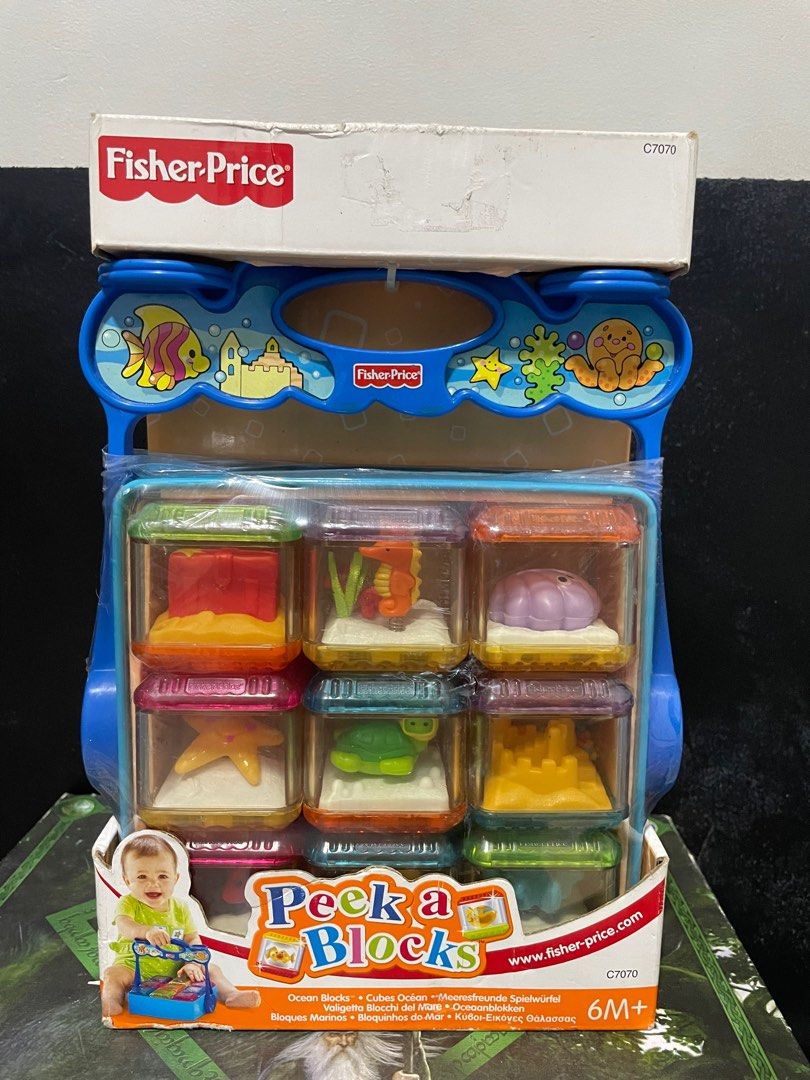 Fisher-Price®
C7070
Fisher-Price®
Peek a
Blocks™
www.fisher-price.com
C7070
Ocean Blocks™ • Cubes Océan • Meeresfreunde Spielwürfel
Valigetta Blocchi del Mare • Oceaanblokken
Bloques Marinos • Bloquinhos do Mar • Κύβοι-Εικόνες Θάλασσας
6M+